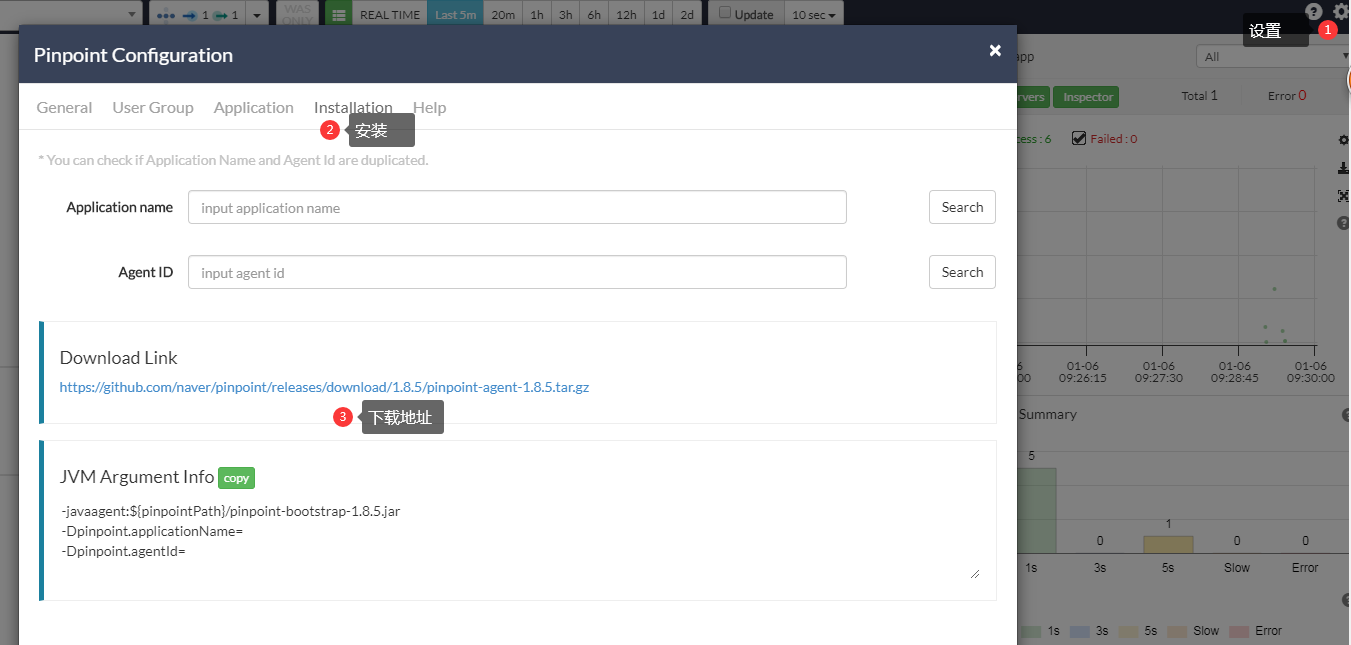 1 1 WAS ONLY REAL TIME Last 5m 20m 1h 3h 6h 12h 1d 2d Update 10 sec
设置 1
Pinpoint Configuration ×
app All
General User Group Application Installation Help
rvers Inspector Total 1 Error 0
2 安装
cess : 6 Failed : 0
* You can check if Application Name and Agent Id are duplicated.
Application name input application name Search
Agent ID input agent id Search
Download Link
https://github.com/naver/pinpoint/releases/download/1.8.5/pinpoint-agent-1.8.5.tar.gz
3 下载地址
JVM Argument Info copy
-javaagent:${pinpointPath}/pinpoint-bootstrap-1.8.5.jar
-Dpinpoint.applicationName=
-Dpinpoint.agentId=
6 01-06 01-06 01-06 01-06
00 09:26:15 09:27:30 09:28:45 09:30:00
Summary
5
1
0 0 0
1s 3s 5s Slow Error
1s 3s 5s Slow Error